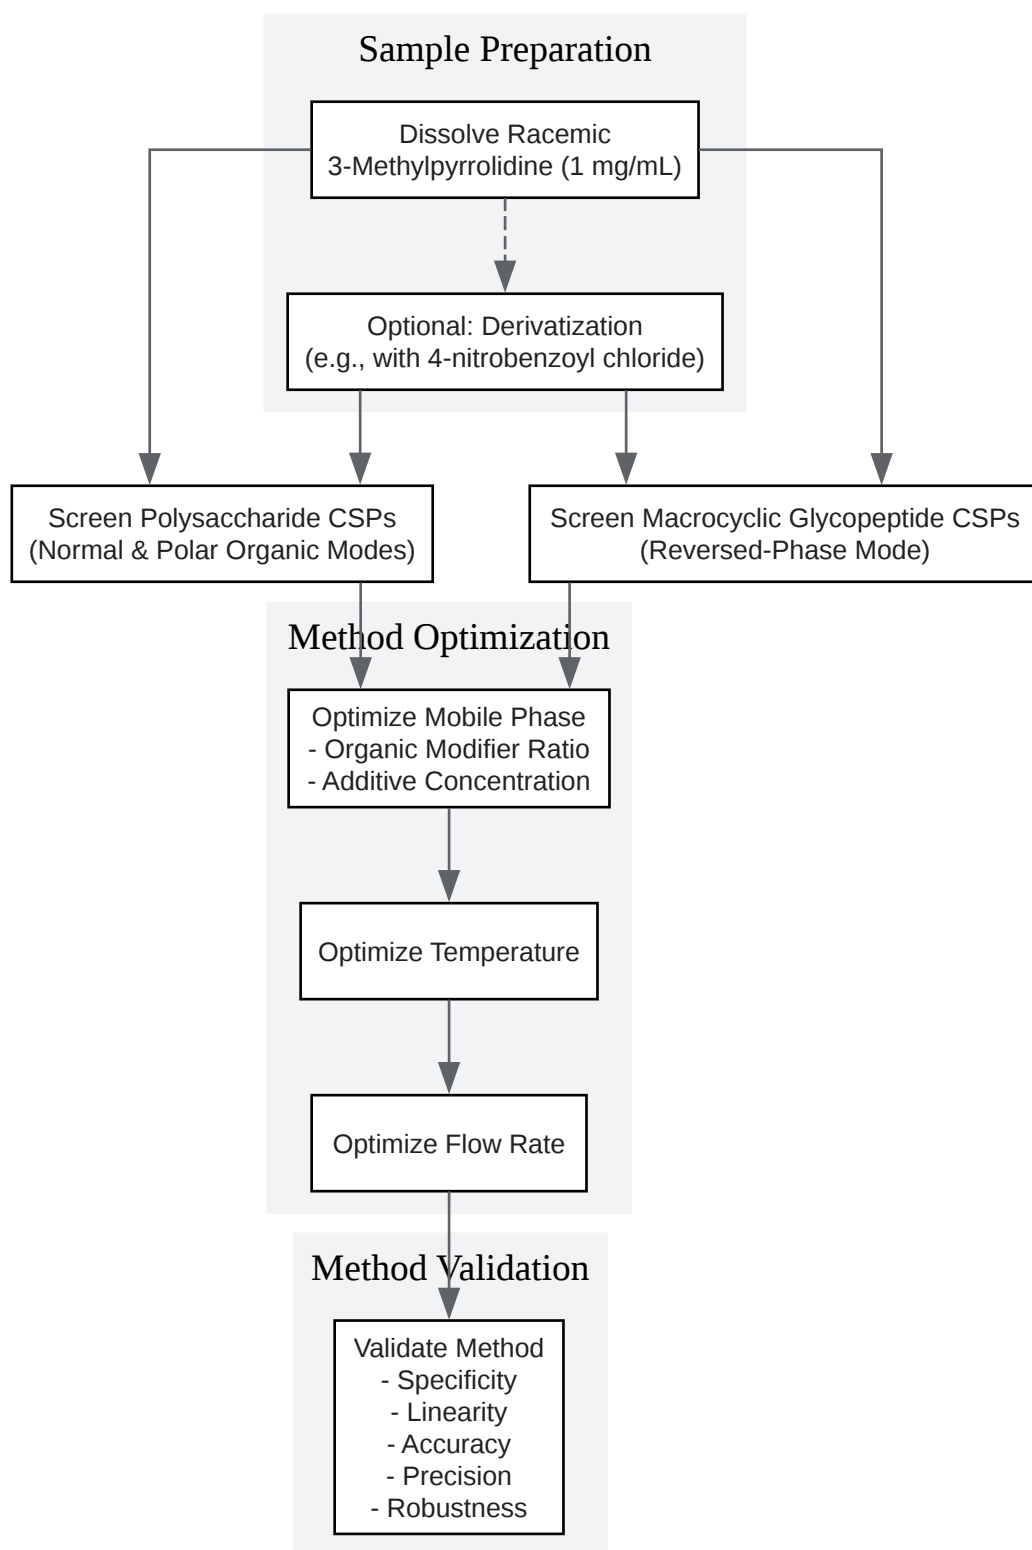 Sample Preparation
Dissolve Racemic
3-Methylpyrrolidine (1 mg/mL)
Optional: Derivatization
(e.g., with 4-nitrobenzoyl chloride)
Screen Polysaccharide CSPs
(Normal & Polar Organic Modes)
Screen Macrocyclic Glycopeptide CSPs
(Reversed-Phase Mode)
Method Optimization
Optimize Mobile Phase
- Organic Modifier Ratio
- Additive Concentration
Optimize Temperature
Optimize Flow Rate
Method Validation
Validate Method
- Specificity
- Linearity
- Accuracy
- Precision
- Robustness